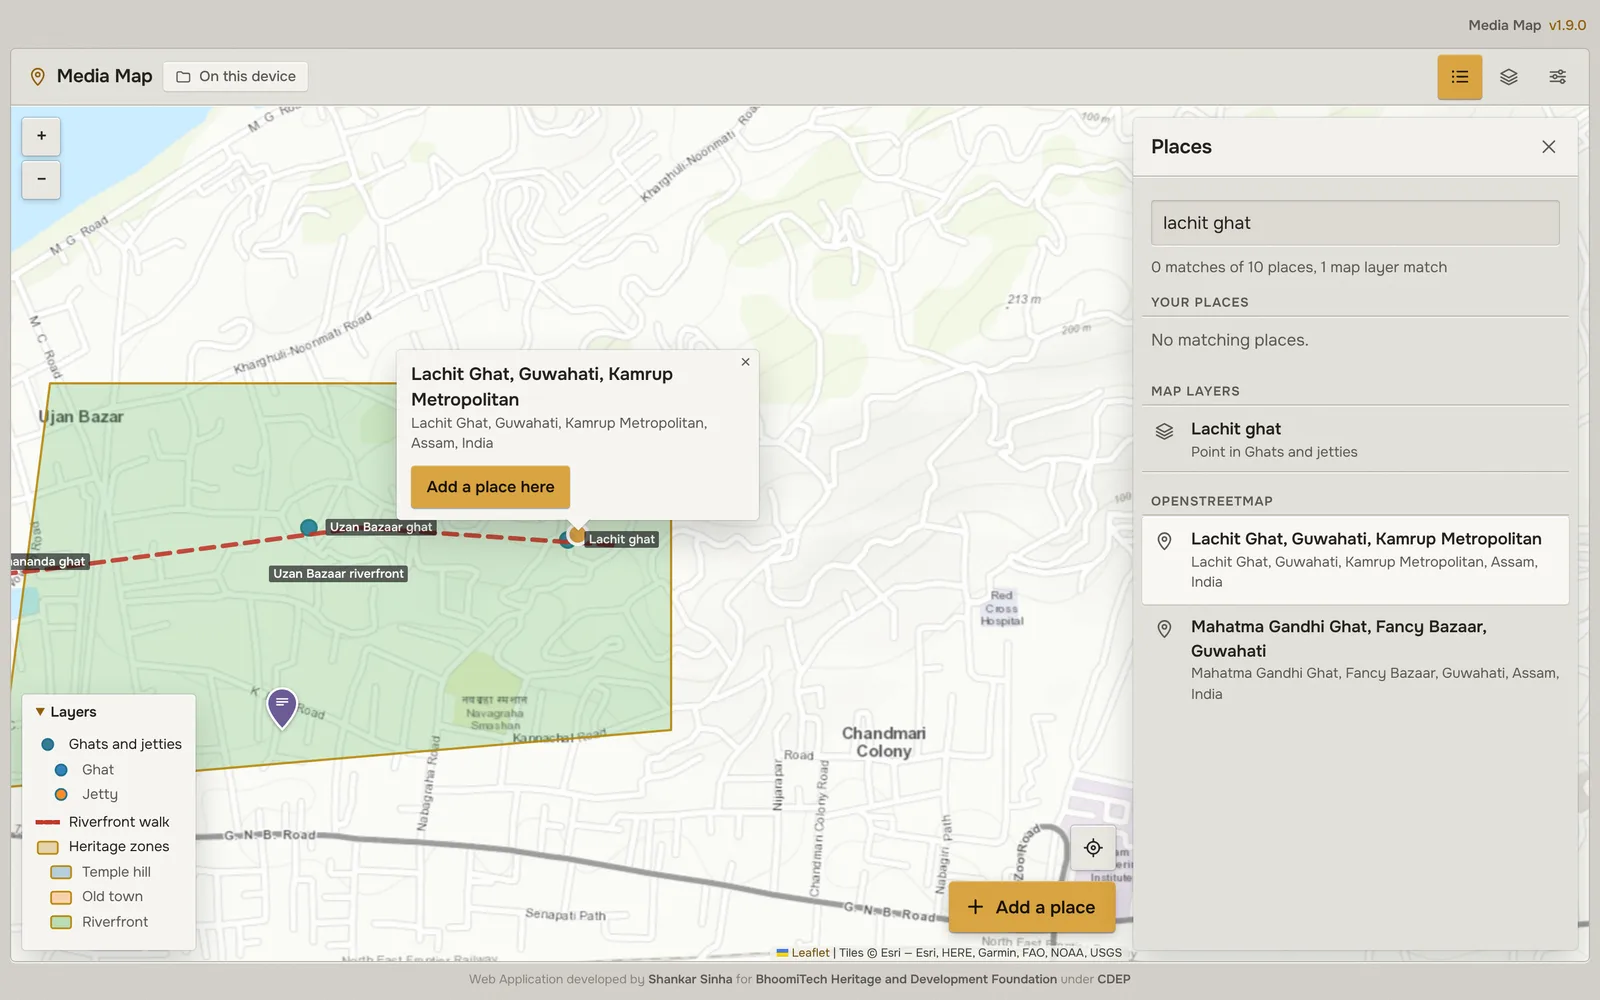 Media Map v1.9.0
Media Map
On this device
+
−
M. G. Road
M. G. Road
Kharghuli-Noonmati Road
100 m
M. C. Road
Kharghuli-Noonmati Road
213 m
200 m
Ujan Bazar
Lachit Ghat, Guwahati, Kamrup
Metropolitan
Lachit Ghat, Guwahati, Kamrup Metropolitan,
Assam, India
Add a place here
Uzan Bazaar ghat
Lachit ghat
ananda ghat
Uzan Bazaar riverfront
Red
Cross
Hospital
Road
Navagraha
Smashan
Kannachal Road
Nabagraha Road
Chandmari
Colony
Road
Nijarapar
Chandmari Colony Road
Nabagiri Path
Zoo Road
G.-N.-B.-Road
G.-N.-B.-Road
Senapati Path
Institute
Layers
Ghats and jetties
Ghat
Jetty
Riverfront walk
Heritage zones
Temple hill
Old town
Riverfront
+ Add a place
Leaflet | Tiles © Esri — Esri, HERE, Garmin, FAO, NOAA, USGS
Places
lachit ghat
0 matches of 10 places, 1 map layer match
YOUR PLACES
No matching places.
MAP LAYERS
Lachit ghat
Point in Ghats and jetties
OPENSTREETMAP
Lachit Ghat, Guwahati, Kamrup Metropolitan
Lachit Ghat, Guwahati, Kamrup Metropolitan, Assam,
India
Mahatma Gandhi Ghat, Fancy Bazaar,
Guwahati
Mahatma Gandhi Ghat, Fancy Bazaar, Guwahati, Assam,
India
Web Application developed by Shankar Sinha for BhoomiTech Heritage and Development Foundation under CDEP